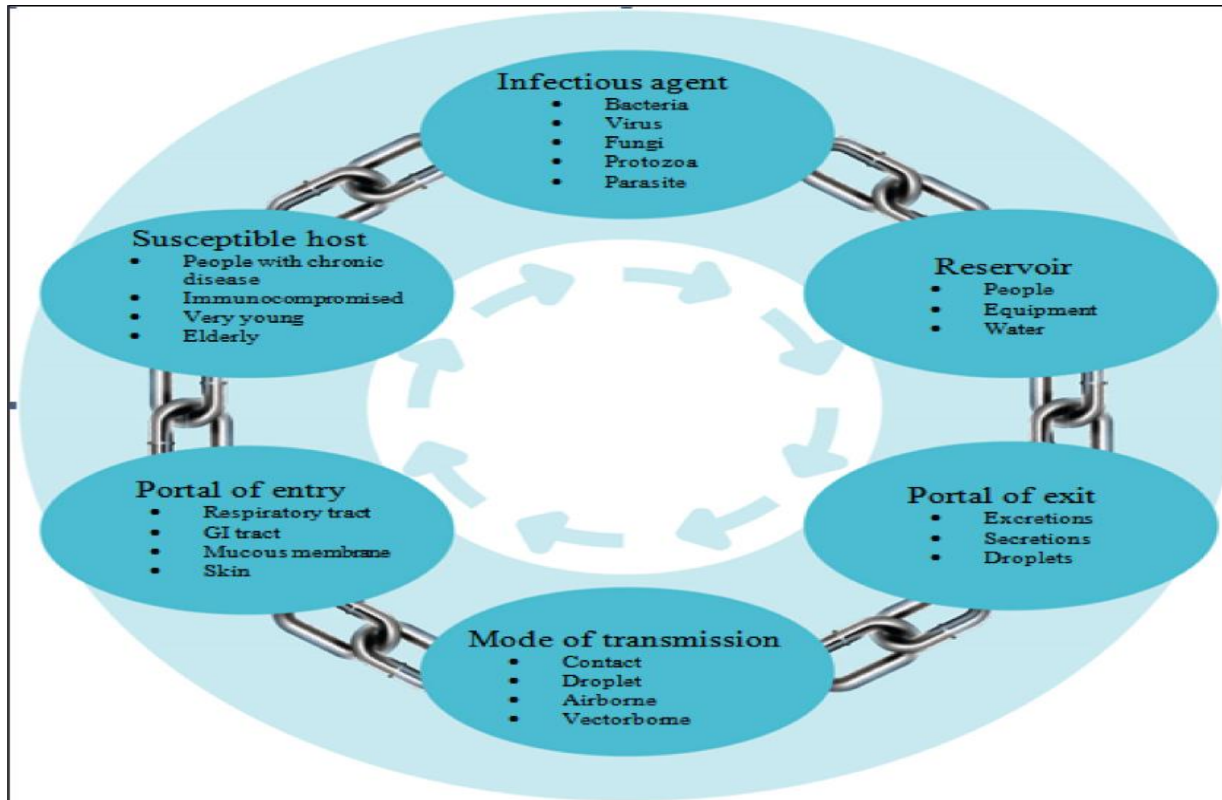 Infectious agent
• Bacteria
• Virus
• Fungi
• Protozoa
• Parasite
Reservoir
• People
• Equipment
• Water
Portal of exit
• Excretions
• Secretions
• Droplets
Mode of transmission
• Contact
• Droplet
• Airborne
• Vectorborne
Portal of entry
• Respiratory tract
• GI tract
• Mucous membrane
• Skin
Susceptible host
• People with chronic
disease
• Immunocompromised
• Very young
• Elderly